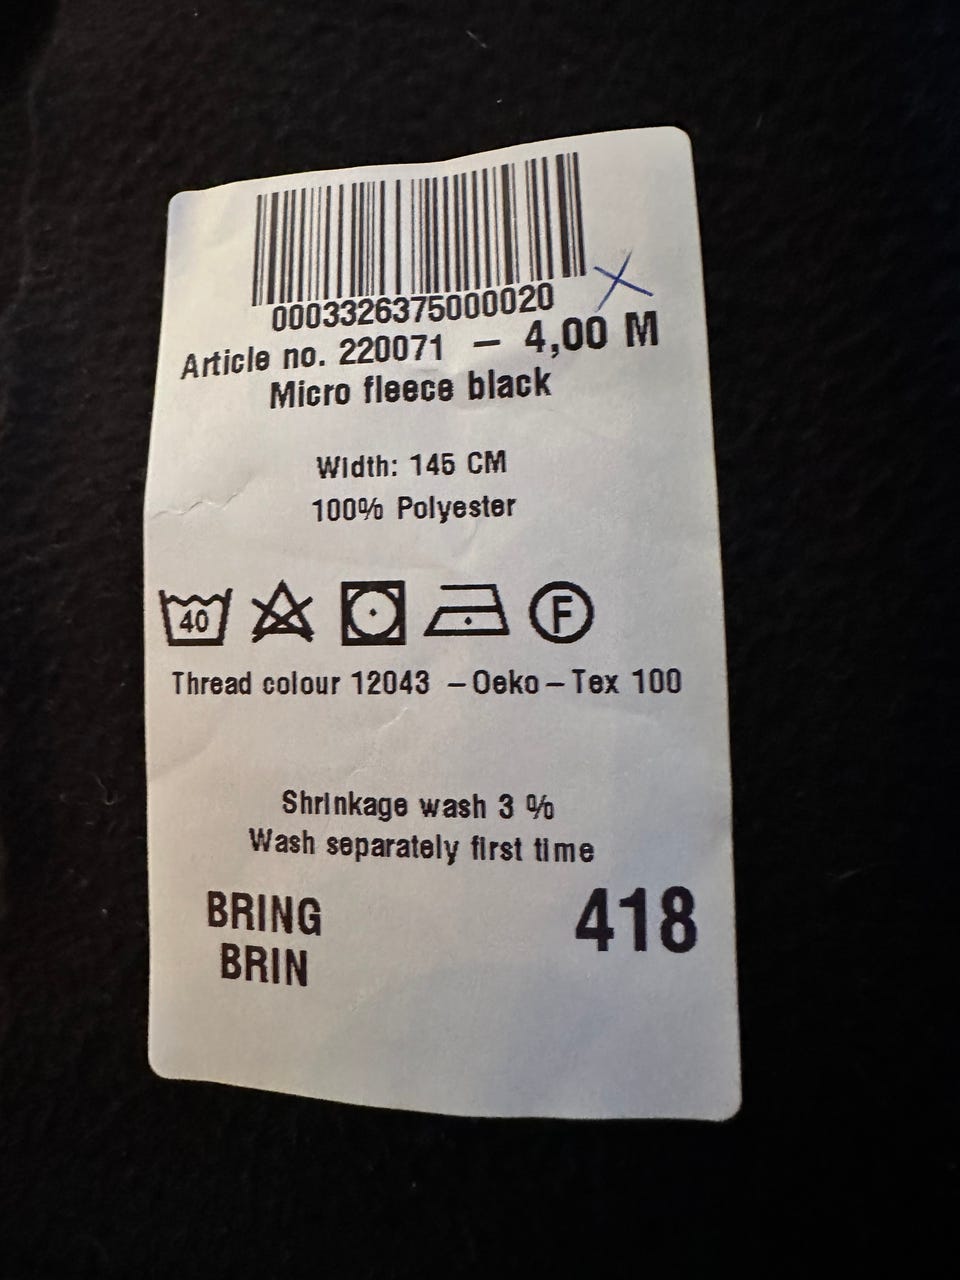 0003326375000020
Article no. 220071 – 4,00 M
Micro fleece black
Width: 145 CM
100% Polyester
40 F
Thread colour 12043 – Oeko – Tex 100
Shrinkage wash 3 %
Wash separately first time
BRING 418
BRIN